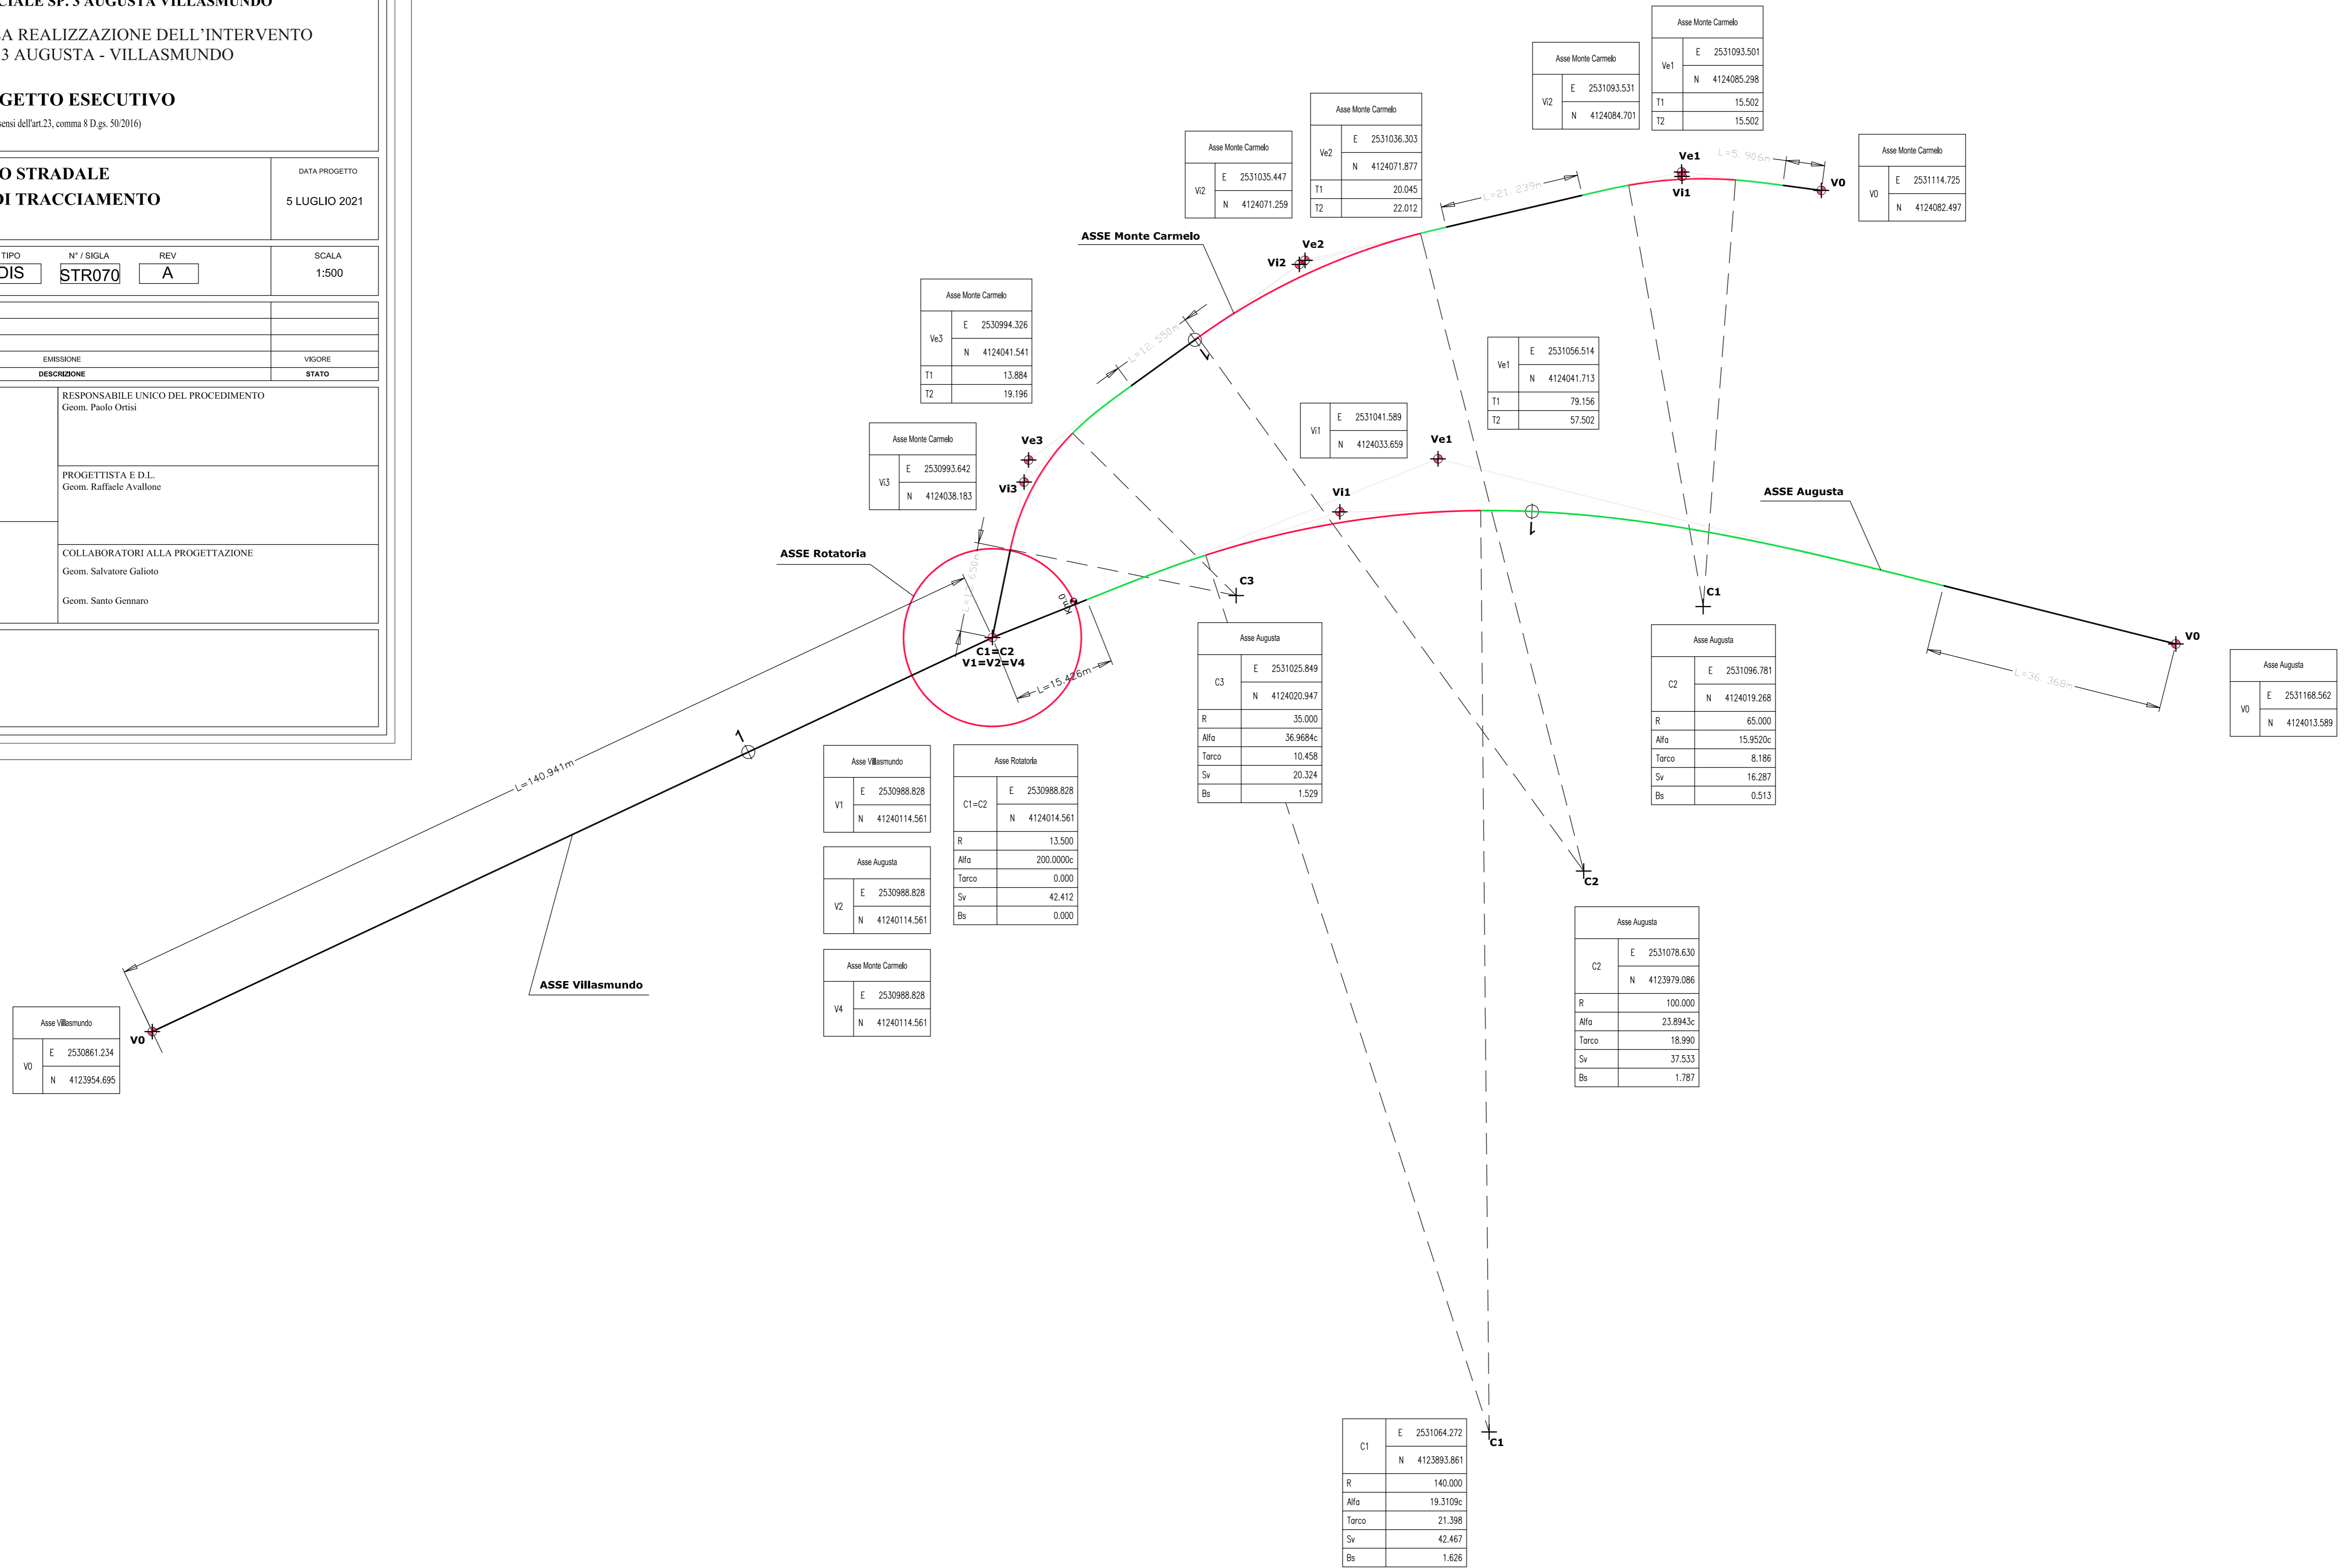 CIALE SP. 3 AUGUSTA VILLASMUNDO
A REALIZZAZIONE DELL'INTERVENTO
3 AUGUSTA - VILLASMUNDO
GETTO ESECUTIVO
sensi dell'art.23, comma 8 D.gs. 50/2016)
O STRADALE
DI TRACCIAMENTO
DATA PROGETTO
5 LUGLIO 2021
TIPO N° / SIGLA REV SCALA
DIS STR070 A 1:500
EMISSIONE VIGORE
DESCRIZIONE STATO
RESPONSABILE UNICO DEL PROCEDIMENTO
Geom. Paolo Ortisi
PROGETTISTA E D.L.
Geom. Raffaele Avallone
COLLABORATORI ALLA PROGETTAZIONE
Geom. Salvatore Galioto
Geom. Santo Gennaro
Asse Monte Carmelo
Ve1
E 2531093.501
N 4124085.298
T1 15.502
T2 15.502
Asse Monte Carmelo
Vi2
E 2531093.531
N 4124084.701
Asse Monte Carmelo
Ve2
E 2531036.303
N 4124071.877
T1 20.045
T2 22.012
Asse Monte Carmelo
Vi2
E 2531035.447
N 4124071.259
Asse Monte Carmelo
V0
E 2531114.725
N 4124082.497
Ve1
Vi1
L=5.906m
V0
L=21.239m
ASSE Monte Carmelo
Ve2
Vi2
Asse Monte Carmelo
Ve3
E 2530994.326
N 4124041.541
T1 13.884
T2 19.196
L=12.550m
1
Ve1
E 2531056.514
N 4124041.713
T1 79.156
T2 57.502
Vi1
E 2531041.589
N 4124033.659
Asse Monte Carmelo
Vi3
E 2530993.642
N 4124038.183
Ve3
Vi3
Ve1
Vi1
1
ASSE Augusta
ASSE Rotatoria
C3
C1
Km.0
C1=C2
V1=V2=V4
L=15.426m
V0
L=36.368m
Asse Augusta
C3
E 2531025.849
N 4124020.947
R 35.000
Alfa 36.9684c
Tarco 10.458
Sv 20.324
Bs 1.529
Asse Augusta
C2
E 2531096.781
N 4124019.268
R 65.000
Alfa 15.9520c
Tarco 8.186
Sv 16.287
Bs 0.513
Asse Augusta
V0
E 2531168.562
N 4124013.589
1
L=140.941m
Asse Villasmundo
V1
E 2530988.828
N 41240114.561
Asse Rotatoria
C1=C2
E 2530988.828
N 4124014.561
R 13.500
Alfa 200.0000c
Tarco 0.000
Sv 42.412
Bs 0.000
Asse Augusta
V2
E 2530988.828
N 41240114.561
Asse Monte Carmelo
V4
E 2530988.828
N 41240114.561
C2
Asse Augusta
C2
E 2531078.630
N 4123979.086
R 100.000
Alfa 23.8943c
Tarco 18.990
Sv 37.533
Bs 1.787
ASSE Villasmundo
Asse Villasmundo
V0
E 2530861.234
N 4123954.695
V0
C1
E 2531064.272
N 4123893.861
R 140.000
Alfa 19.3109c
Tarco 21.398
Sv 42.467
Bs 1.626
C1